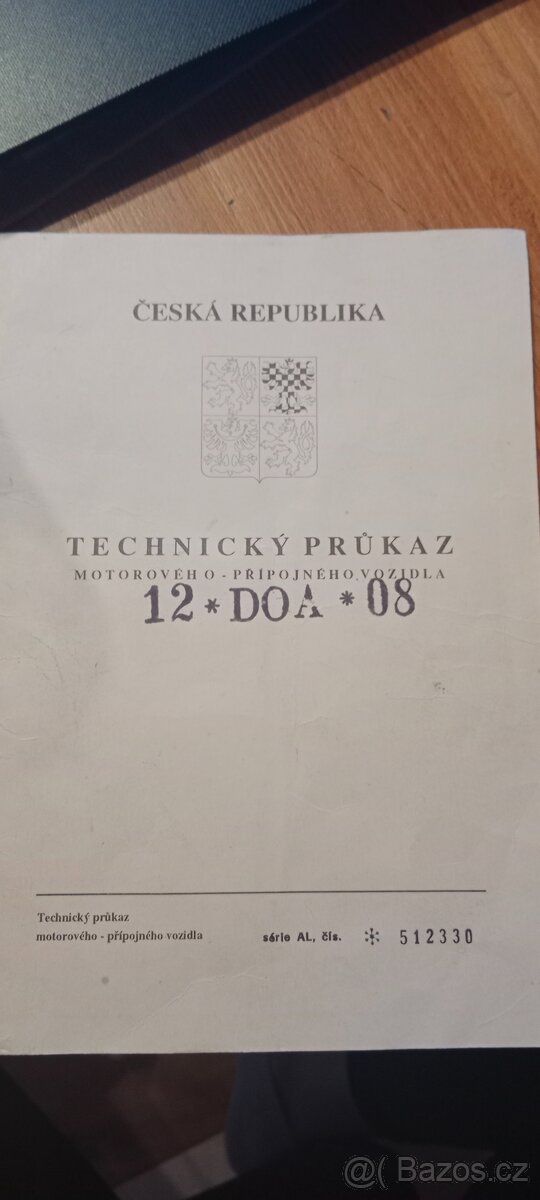 ČESKÁ REPUBLIKA
TECHNICKÝ PRŮKAZ
MOTOROVÉHO - PŘÍPOJNÉHO VOZIDLA
12 * DOA * 08
Technický průkaz
motorového - přípojného vozidla
série AL, čís. * 512330
@( Bazos.cz